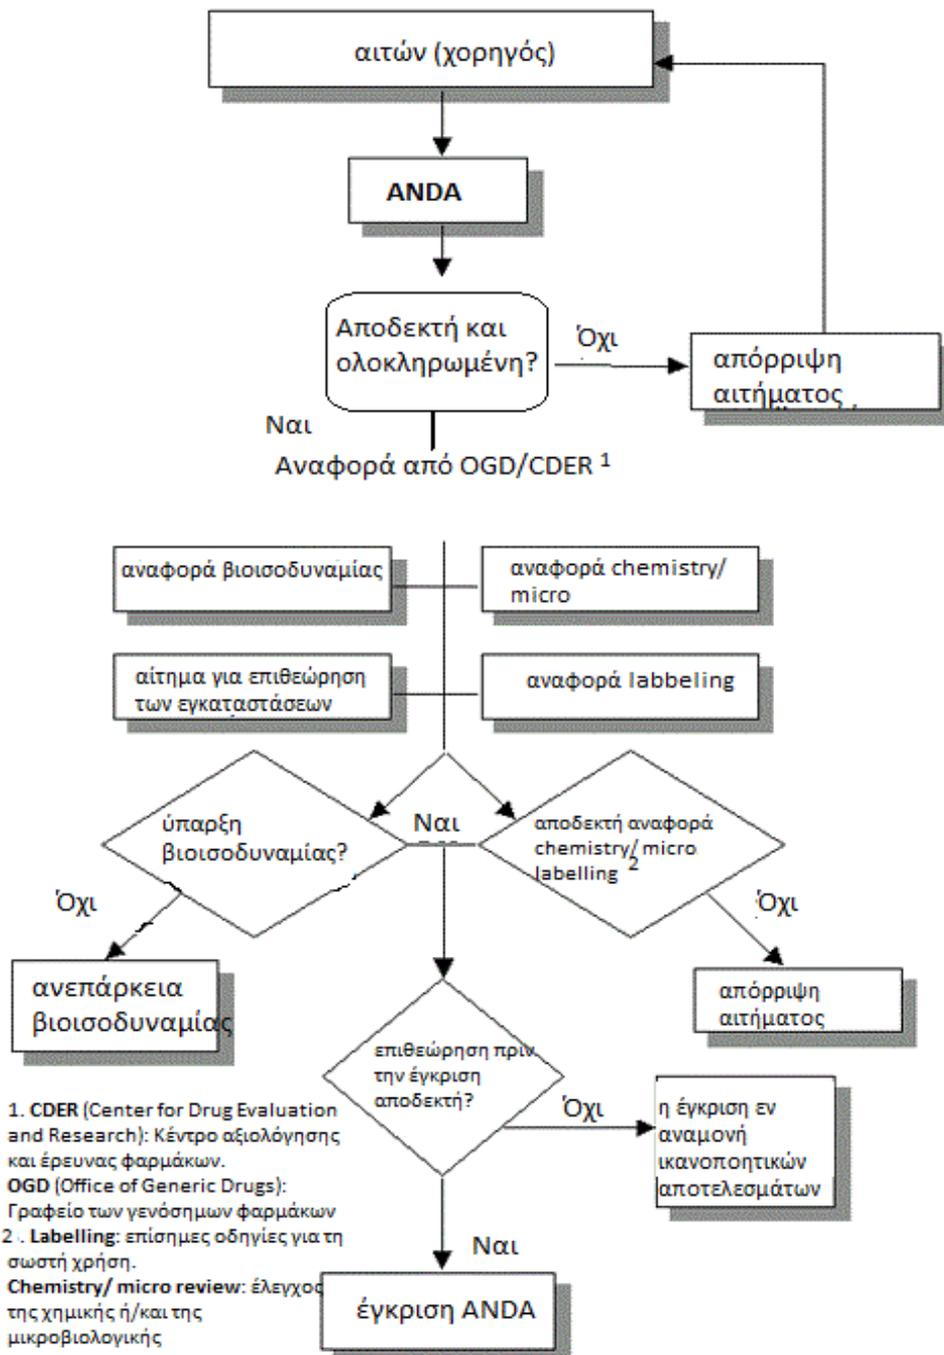 αιτών (χορηγός)
ANDA
Αποδεκτή και
ολοκληρωμένη?
Όχι
απόρριψη
αιτήματος
Ναι
Αναφορά από OGD/CDER 1
αναφορά βιοισοδυναμίας
αναφορά chemistry/
micro
αίτημα για επιθεώρηση
των εγκαταστάσεων
αναφορά labbeling
ύπαρξη
βιοισοδυναμίας?
Ναι
αποδεκτή αναφορά
chemistry/ micro
labelling 2
Όχι
Όχι
ανεπάρκεια
βιοισοδυναμίας
απόρριψη
αιτήματος
επιθεώρηση πριν
την έγκριση
αποδεκτή?
Όχι
η έγκριση εν
αναμονή
ικανοποητικών
αποτελεσμάτων
Ναι
έγκριση ANDA
1. CDER (Center for Drug Evaluation
and Research): Κέντρο αξιολόγησης
και έρευνας φαρμάκων.
OGD (Office of Generic Drugs):
Γραφείο των γενόσημων φαρμάκων
2 . Labelling: επίσημες οδηγίες για τη
σωστή χρήση.
Chemistry/ micro review: έλεγχος
της χημικής ή/και της
μικροβιολογικής